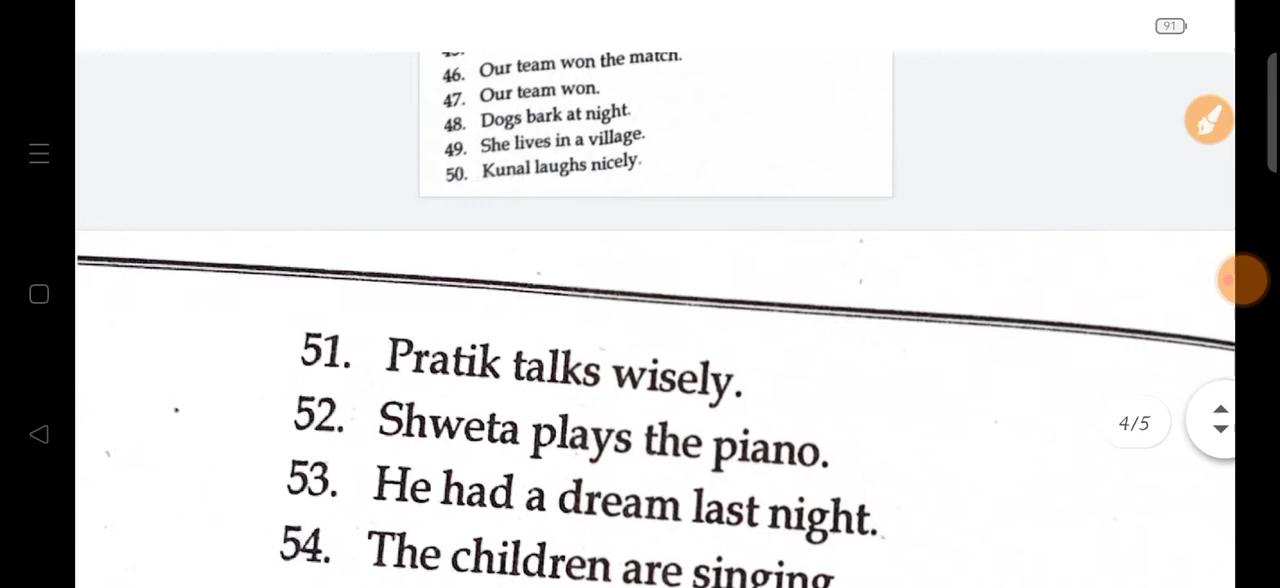 91
46. Our team won the match.
47. Our team won.
48. Dogs bark at night.
49. She lives in a village.
50. Kunal laughs nicely.
51. Pratik talks wisely.
52. Shweta plays the piano.
4/5
53. He had a dream last night.
54. The children are singing